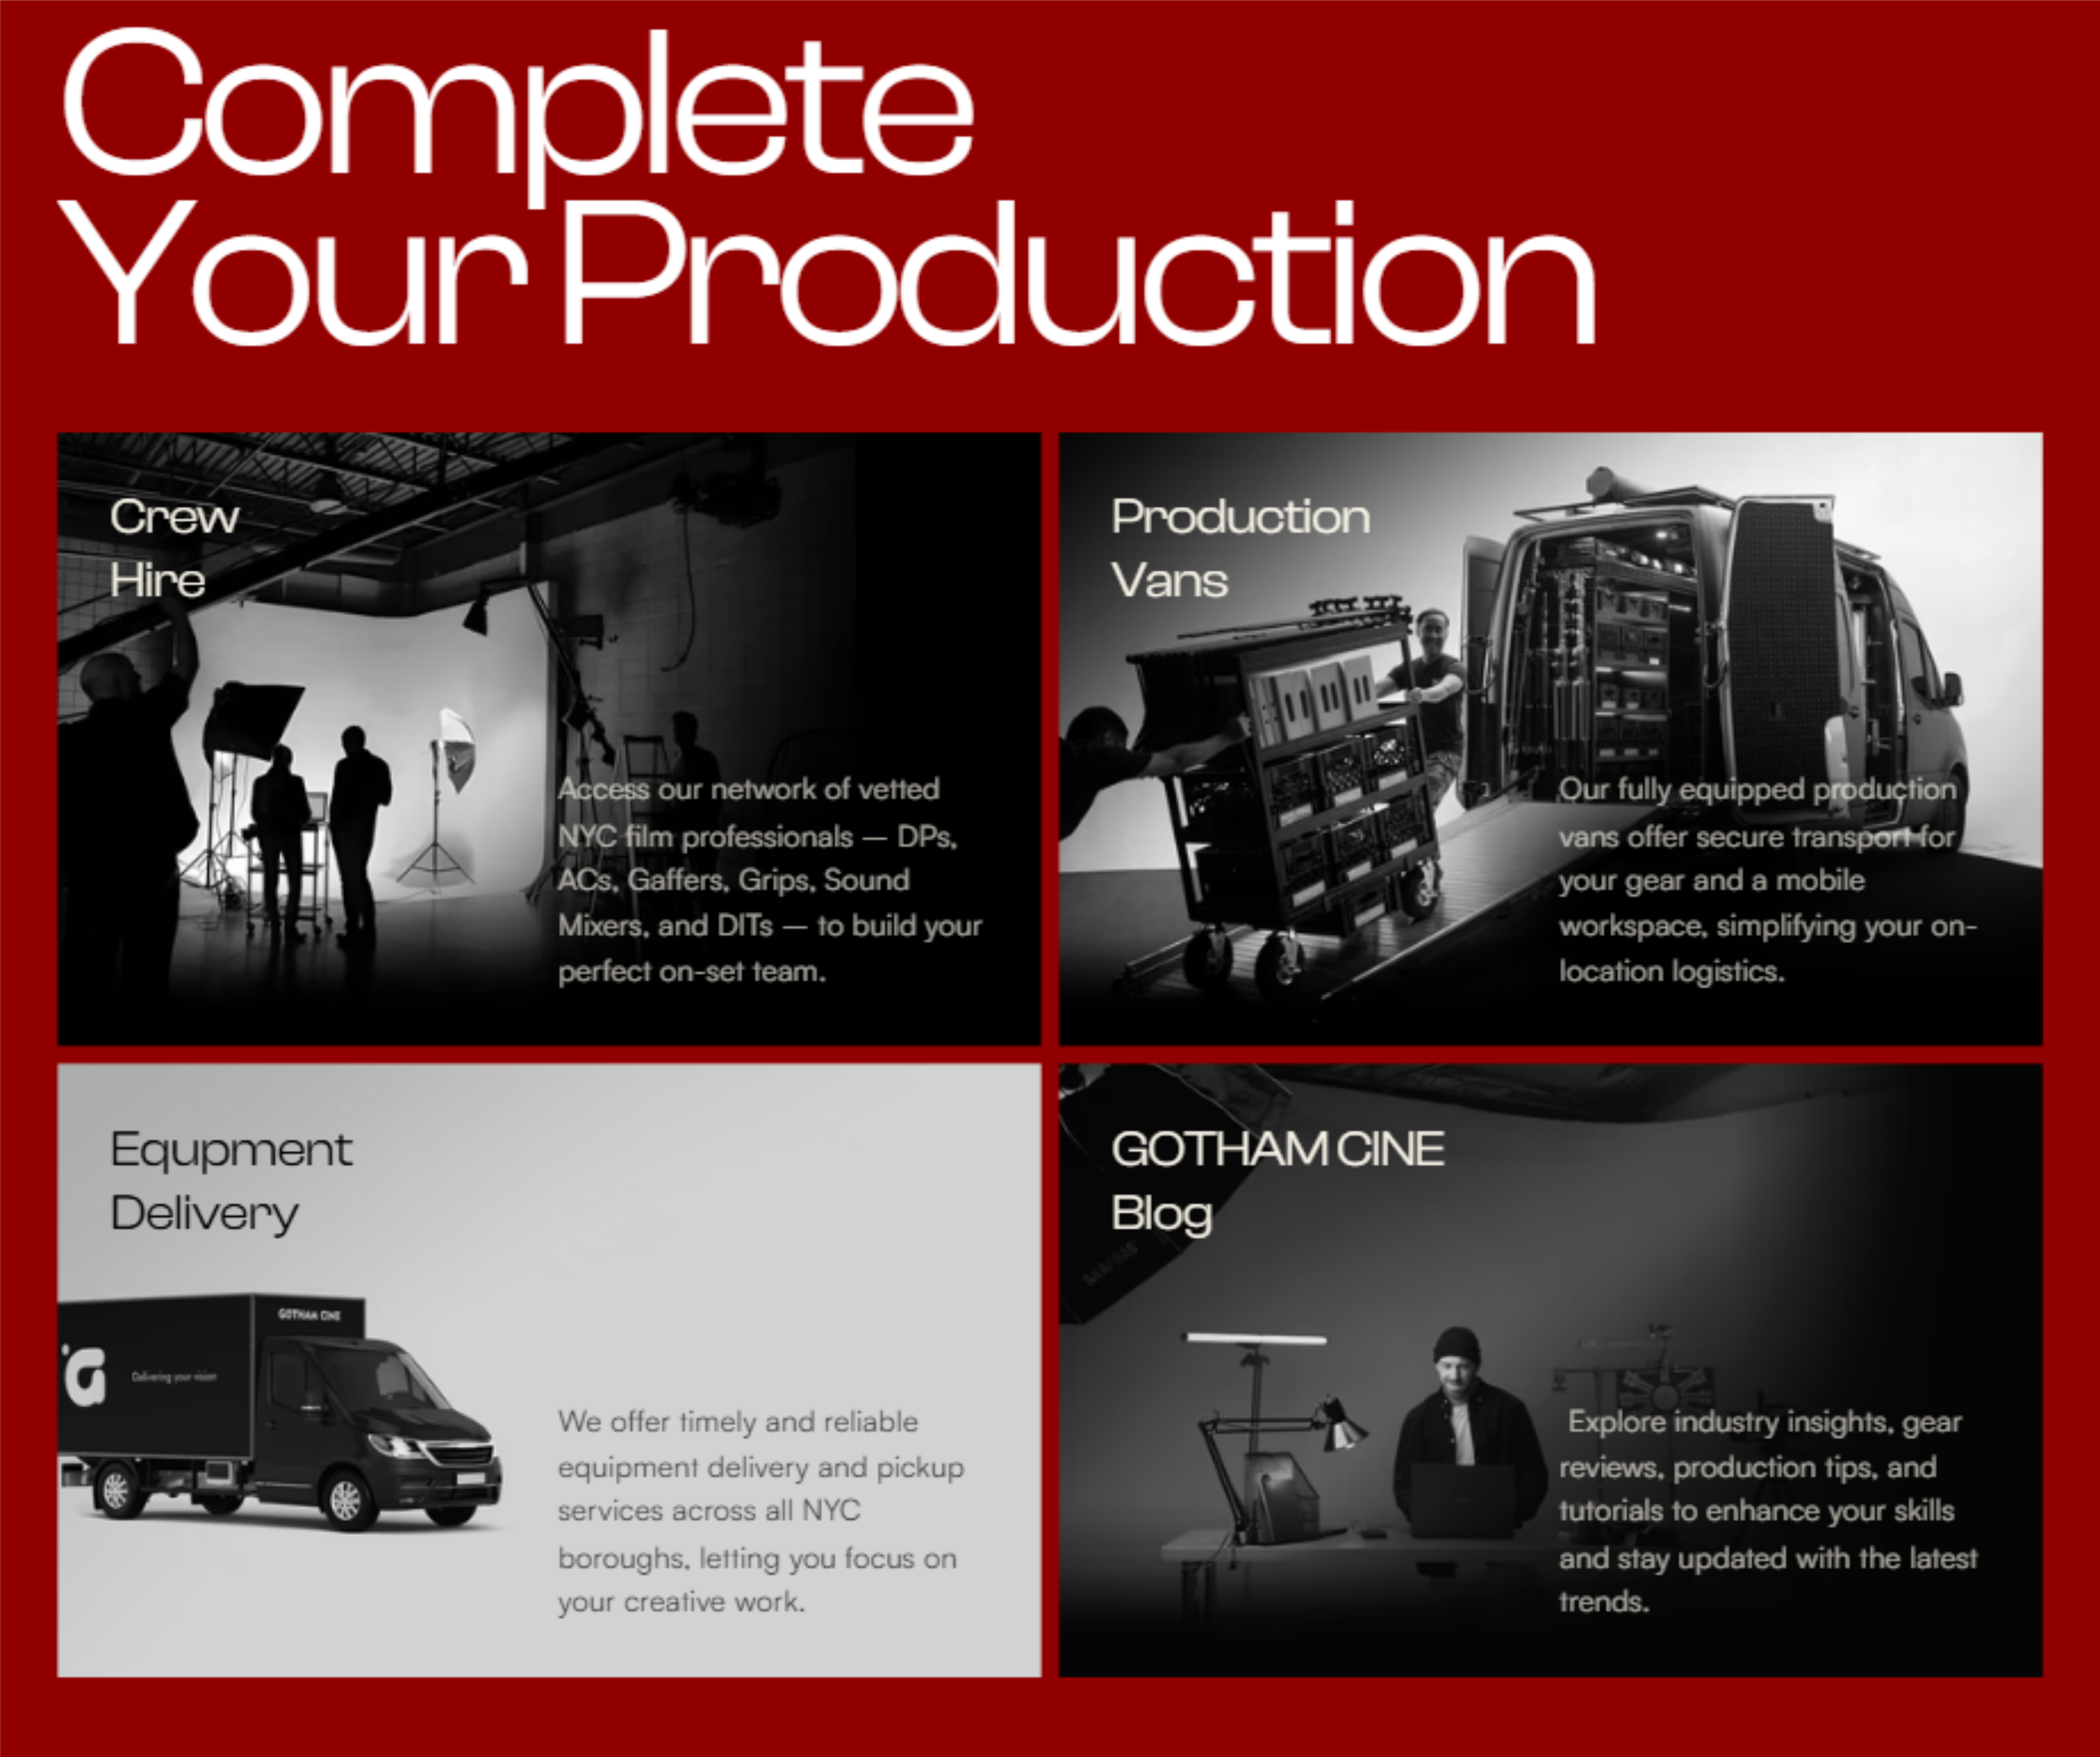 Complete
Your Production
Crew
Hire
Access our network of vetted
NYC film professionals — DPs,
ACs, Gaffers, Grips, Sound
Mixers, and DITs — to build your
perfect on-set team.
Production
Vans
Our fully equipped production
vans offer secure transport for
your gear and a mobile
workspace, simplifying your on-
location logistics.
Equpment
Delivery
GOTHAM CINE
G
Delivering your vision
We offer timely and reliable
equipment delivery and pickup
services across all NYC
boroughs, letting you focus on
your creative work.
GOTHAM CINE
Blog
Explore industry insights, gear
reviews, production tips, and
tutorials to enhance your skills
and stay updated with the latest
trends.